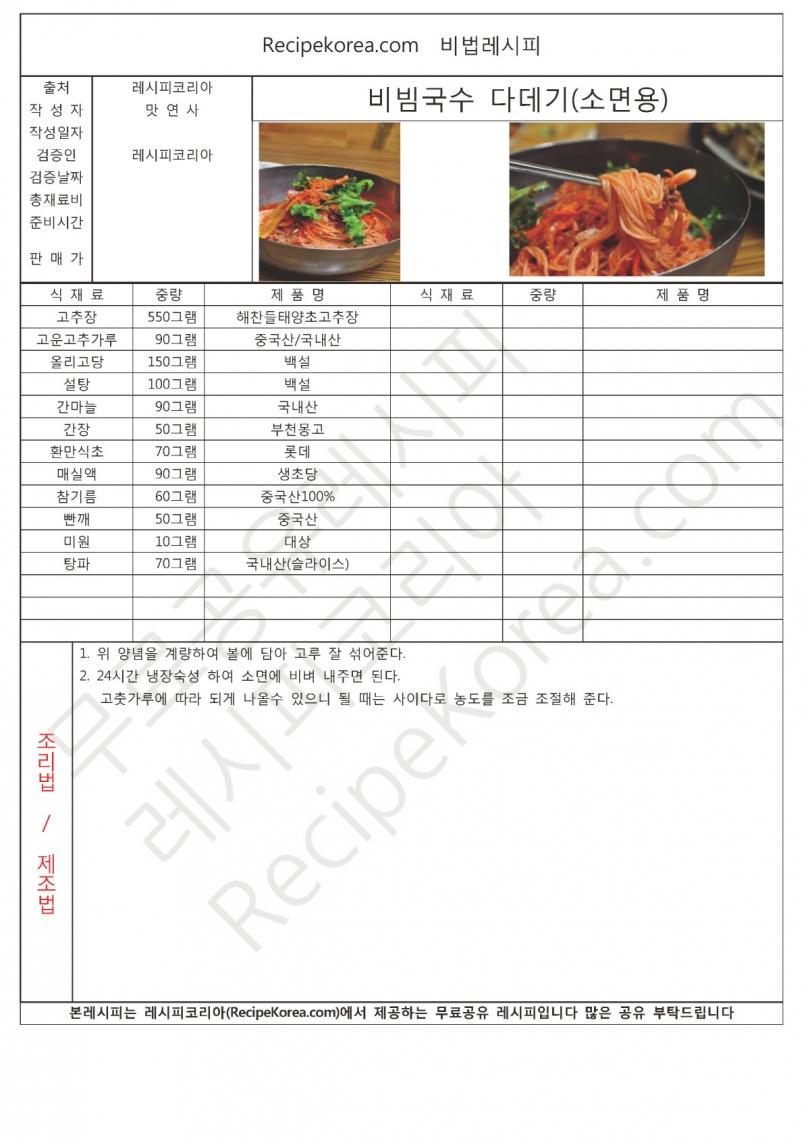 Recipekorea.com 비법레시피
출처 레시피코리아
작 성 자 맛 연 사
작성일자
검증인 레시피코리아
검증날짜
총재료비
준비시간
판 매 가
비빔국수 다데기(소면용)
식 재 료 중량 제 품 명 식 재 료 중량 제 품 명
고추장 550그램 해찬들태양초고추장
고운고추가루 90그램 중국산/국내산
올리고당 150그램 백설
설탕 100그램 백설
간마늘 90그램 국내산
간장 50그램 부천몽고
환만식초 70그램 롯데
매실액 90그램 생초당
참기름 60그램 중국산100%
빤깨 50그램 중국산
미원 10그램 대상
탕파 70그램 국내산(슬라이스)
조리법 / 제조법
1. 위 양념을 계량하여 볼에 담아 고루 잘 섞어준다.
2. 24시간 냉장숙성 하여 소면에 비벼 내주면 된다.
고춧가루에 따라 되게 나올수 있으니 될 때는 사이다로 농도를 조금 조절해 준다.
무료공유레시피
레시피코리아
RecipeKorea.com
본레시피는 레시피코리아(RecipeKorea.com)에서 제공하는 무료공유 레시피입니다 많은 공유 부탁드립니다